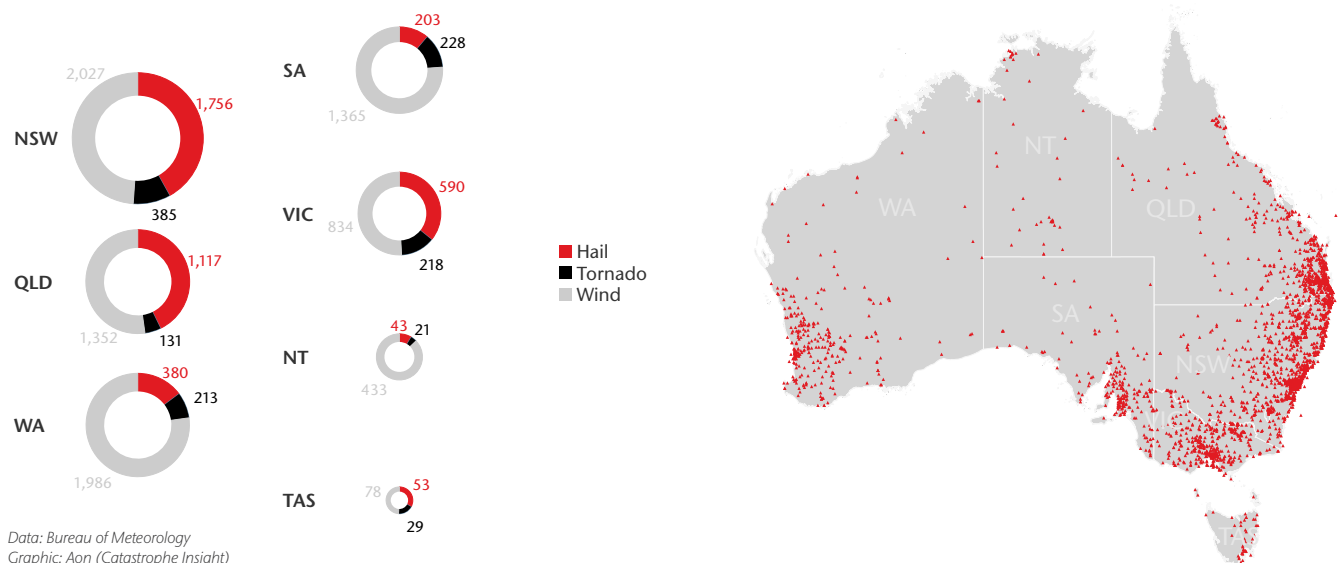 NSW
2,027
1,756
385
QLD
1,117
1,352
131
WA
380
213
1,986
SA
203
228
1,365
VIC
590
834
218
NT
43
21
433
TAS
78
53
29
Hail
Tornado
Wind
NT
WA
QLD
SA
NSW
VIC
TAS
Data: Bureau of Meteorology
Graphic: Aon (Catastrophe Insight)